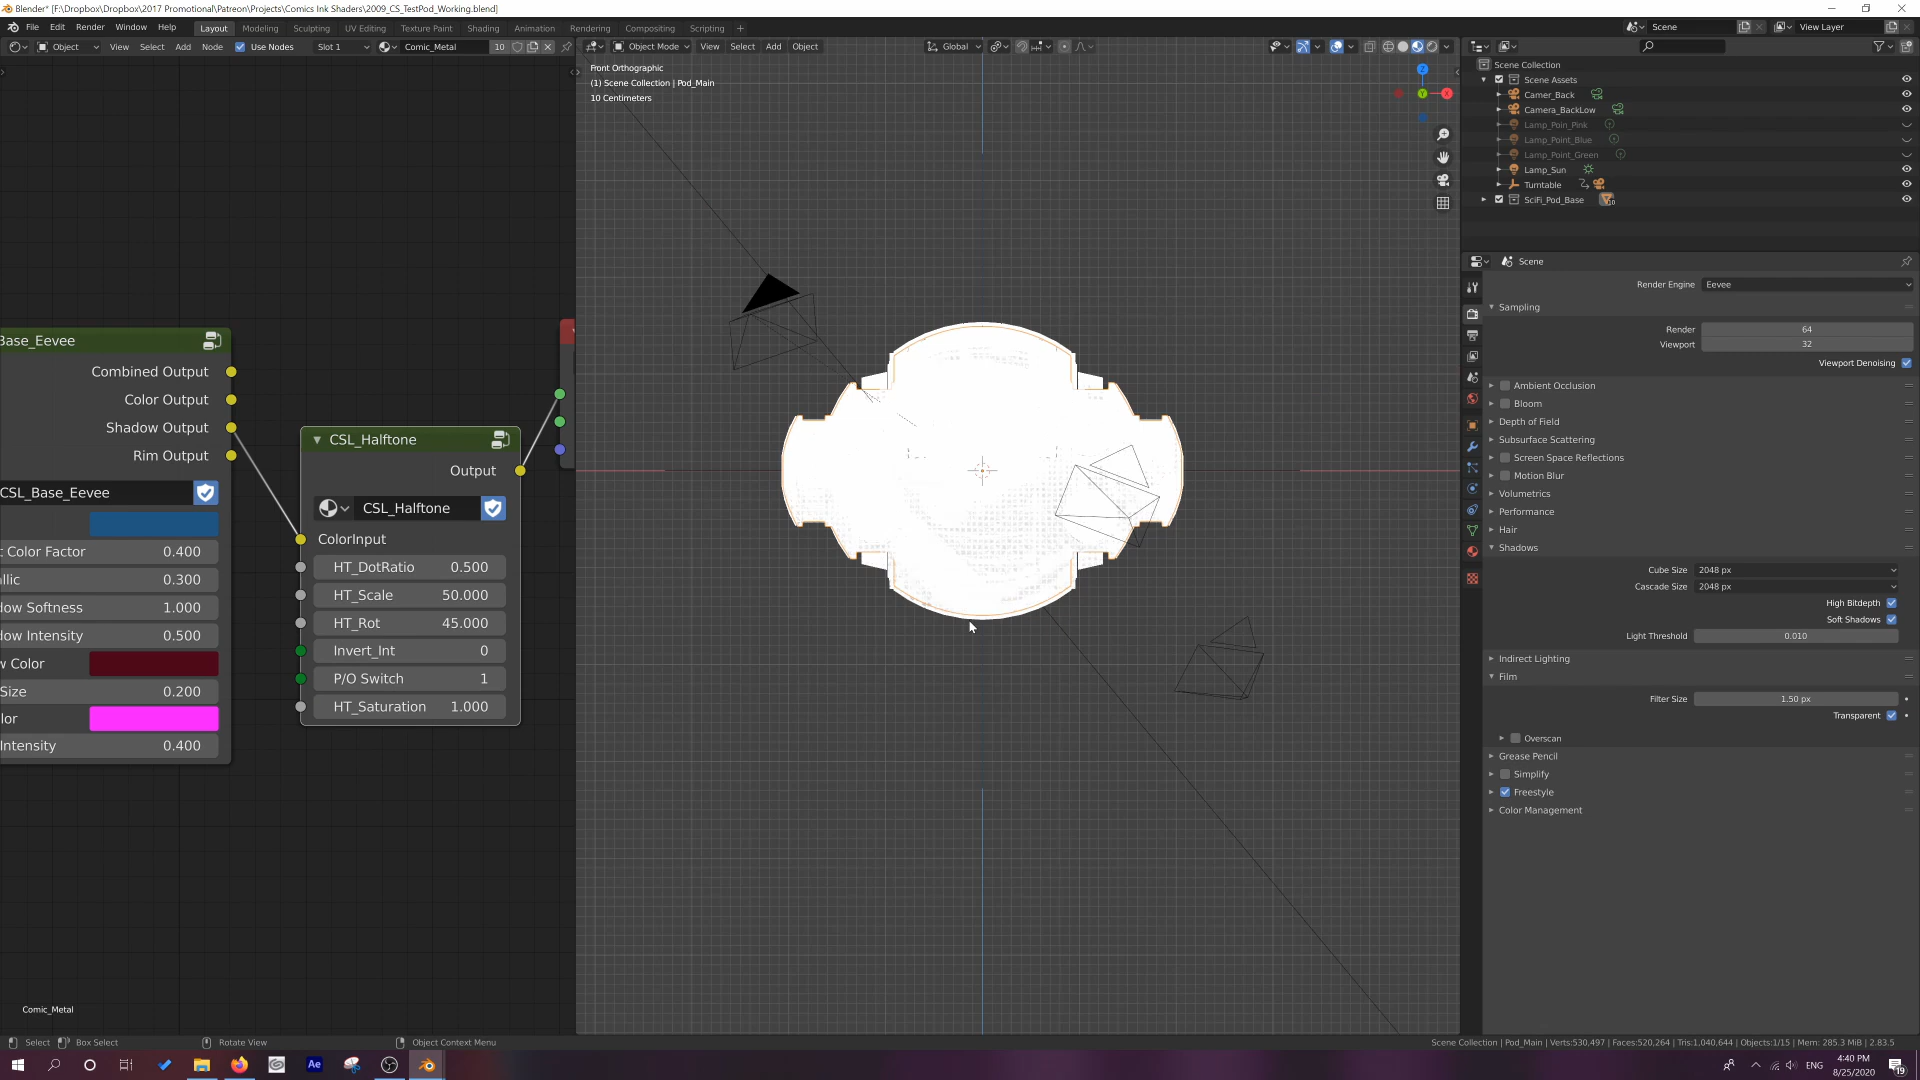 Blender* [F:\Dropbox\Dropbox\2017 Promotional\Patreon\Projects\Comics Ink Shaders\2009_CS_TestPod_Working.blend]
File Edit Render Window Help Layout Modeling Sculpting UV Editing Texture Paint Shading Animation Rendering Compositing Scripting + Scene View Layer
Object View Select Add Node Use Nodes Slot 1 Comic_Metal 10 Object Mode View Select Add Object Global
Front Orthographic
(1) Scene Collection | Pod_Main
10 Centimeters
Z
Y
X
Scene Collection
Scene Assets
Camer_Back
Camera_BackLow
Lamp_Poin_Pink
Lamp_Point_Blue
Lamp_Point_Green
Lamp_Sun
Turntable
SciFi_Pod_Base
Scene
Render Engine Eevee
Sampling
Render 64
Viewport 32
Viewport Denoising
Ambient Occlusion
Bloom
Depth of Field
Subsurface Scattering
Screen Space Reflections
Motion Blur
Volumetrics
Performance
Hair
Shadows
Cube Size 2048 px
Cascade Size 2048 px
High Bitdepth
Soft Shadows
Light Threshold 0.010
Indirect Lighting
Film
Filter Size 1.50 px
Transparent
Overscan
Grease Pencil
Simplify
Freestyle
Color Management
Base_Eevee
Combined Output
Color Output
Shadow Output
Rim Output
CSL_Base_Eevee
t Color Factor 0.400
llic 0.300
dow Softness 1.000
dow Intensity 0.500
w Color
Size 0.200
lor
Intensity 0.400
CSL_Halftone
Output
CSL_Halftone
ColorInput
HT_DotRatio 0.500
HT_Scale 50.000
HT_Rot 45.000
Invert_Int 0
P/O Switch 1
HT_Saturation 1.000
Comic_Metal
Select Box Select Rotate View Object Context Menu
Scene Collection | Pod_Main | Verts:530,497 | Faces:520,264 | Tris:1,040,644 | Objects:1/15 | Mem: 285.3 MiB | 2.83.5
Ae
ENG
4:40 PM
8/25/2020
19